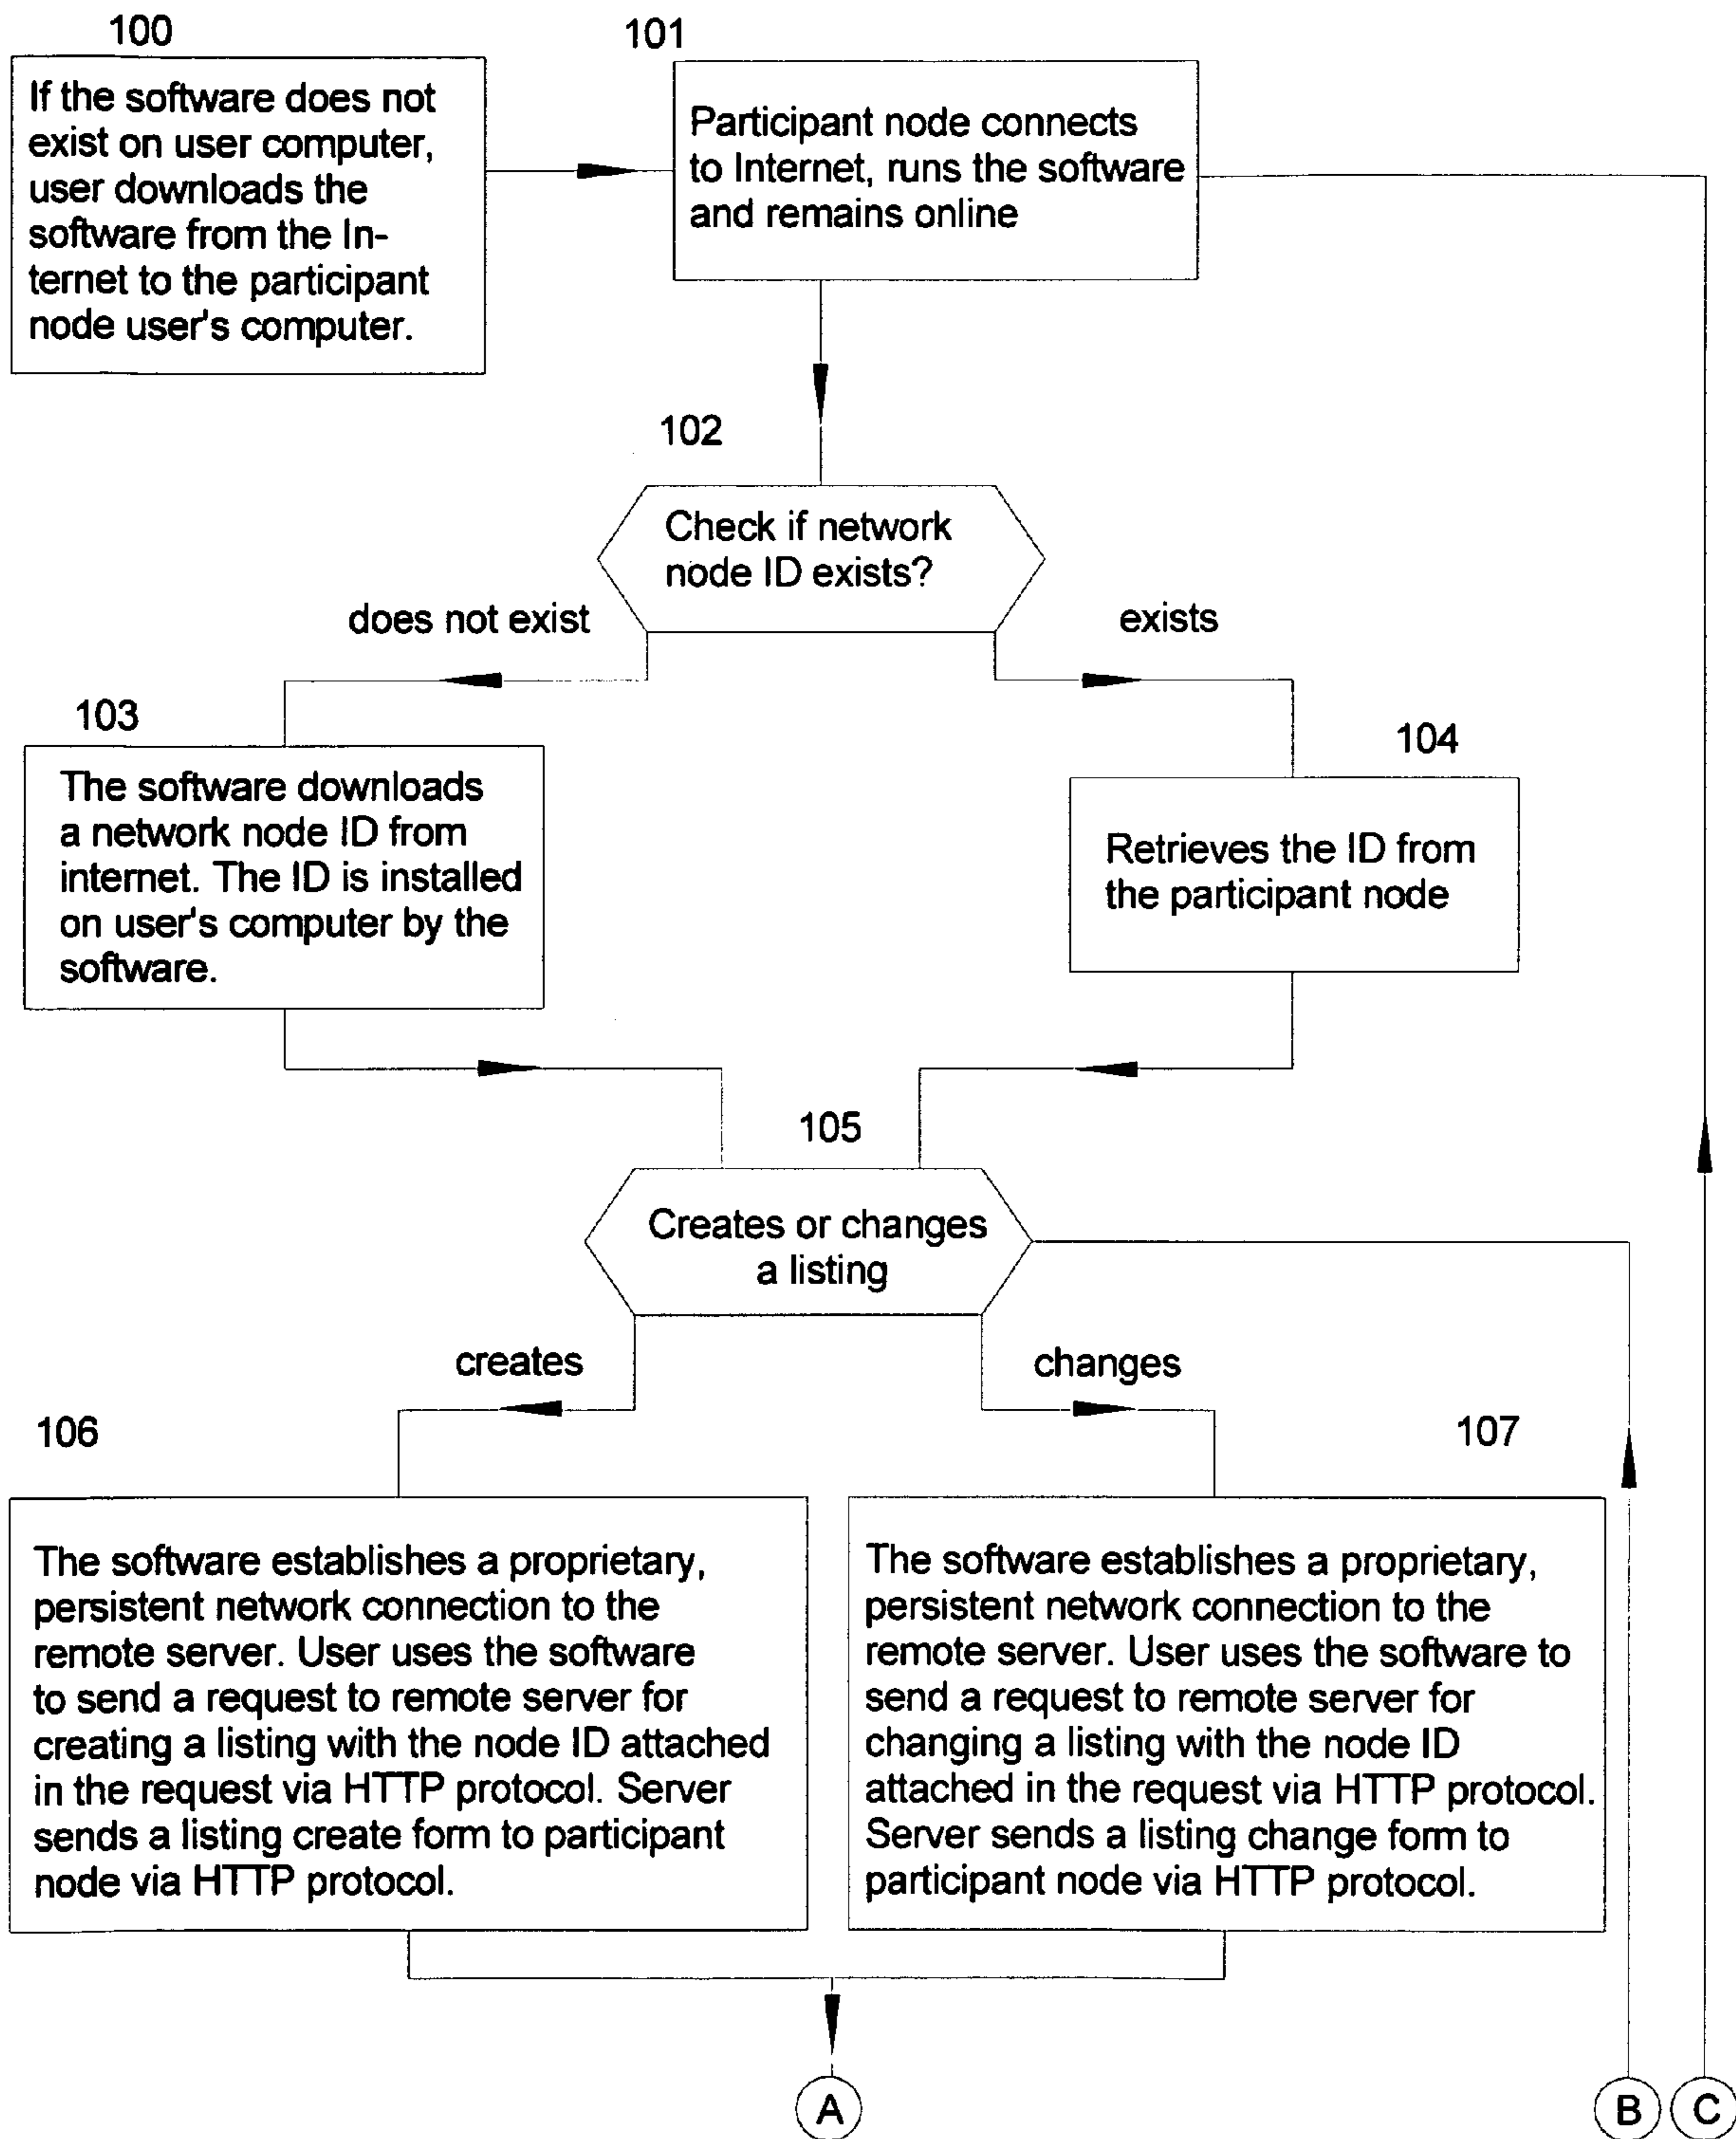 100
If the software does not
exist on user computer,
user downloads the
software from the In-
ternet to the participant
node user's computer.
101
Participant node connects
to Internet, runs the software
and remains online
102
Check if network
node ID exists?
does not exist
exists
103
The software downloads
a network node ID from
internet. The ID is installed
on user's computer by the
software.
104
Retrieves the ID from
the participant node
105
Creates or changes
a listing
creates
changes
106
The software establishes a proprietary,
persistent network connection to the
remote server. User uses the software
to send a request to remote server for
creating a listing with the node ID attached
in the request via HTTP protocol. Server
sends a listing create form to participant
node via HTTP protocol.
107
The software establishes a proprietary,
persistent network connection to the
remote server. User uses the software to
send a request to remote server for
changing a listing with the node ID
attached in the request via HTTP protocol.
Server sends a listing change form to
participant node via HTTP protocol.
A
B
C